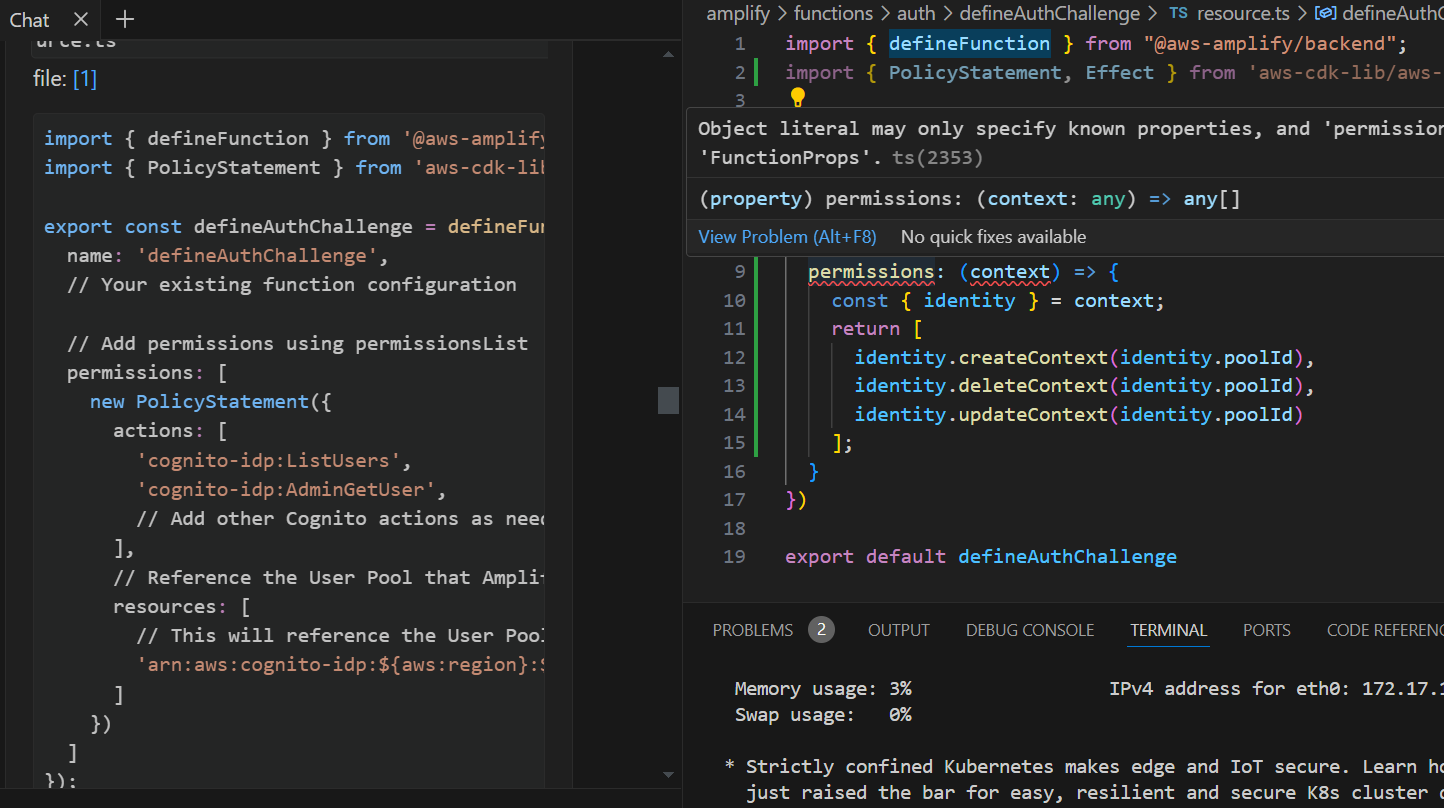 Chat
file: [1]
import { defineFunction } from '@aws-amplify
import { PolicyStatement } from 'aws-cdk-lib
export const defineAuthChallenge = defineFun
name: 'defineAuthChallenge',
// Your existing function configuration
// Add permissions using permissionsList
permissions: [
new PolicyStatement({
actions: [
'cognito-idp:ListUsers',
'cognito-idp:AdminGetUser',
// Add other Cognito actions as need
],
// Reference the User Pool that Amplif
resources: [
// This will reference the User Pool
'arn:aws:cognito-idp:${aws:region}:$
]
})
]
});
amplify > functions > auth > defineAuthChallenge > TS resource.ts > defineAuthC
1 import { defineFunction } from "@aws-amplify/backend";
2 import { PolicyStatement, Effect } from 'aws-cdk-lib/aws-
3
Object literal may only specify known properties, and 'permission
'FunctionProps'. ts(2353)
(property) permissions: (context: any) => any[]
View Problem (Alt+F8) No quick fixes available
9 permissions: (context) => {
10 const { identity } = context;
11 return [
12 identity.createContext(identity.poolId),
13 identity.deleteContext(identity.poolId),
14 identity.updateContext(identity.poolId)
15 ];
16 }
17 })
18
19 export default defineAuthChallenge
PROBLEMS 2 OUTPUT DEBUG CONSOLE TERMINAL PORTS CODE REFERENC
Memory usage: 3% IPv4 address for eth0: 172.17.1
Swap usage: 0%
* Strictly confined Kubernetes makes edge and IoT secure. Learn ho
just raised the bar for easy, resilient and secure K8s cluster d